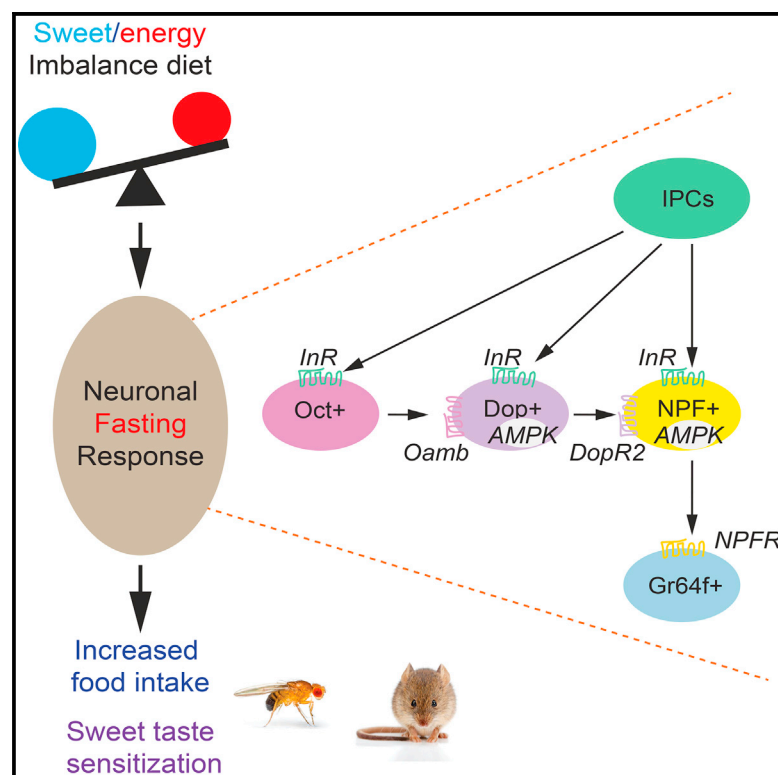 Sweet/energy
Imbalance diet
IPCs
InR
InR
InR
Oct+
Dop+
NPF+
AMPK
AMPK
Oamb
DopR2
Neuronal
Fasting
Response
NPFR
Gr64f+
Increased
food intake
Sweet taste
sensitization